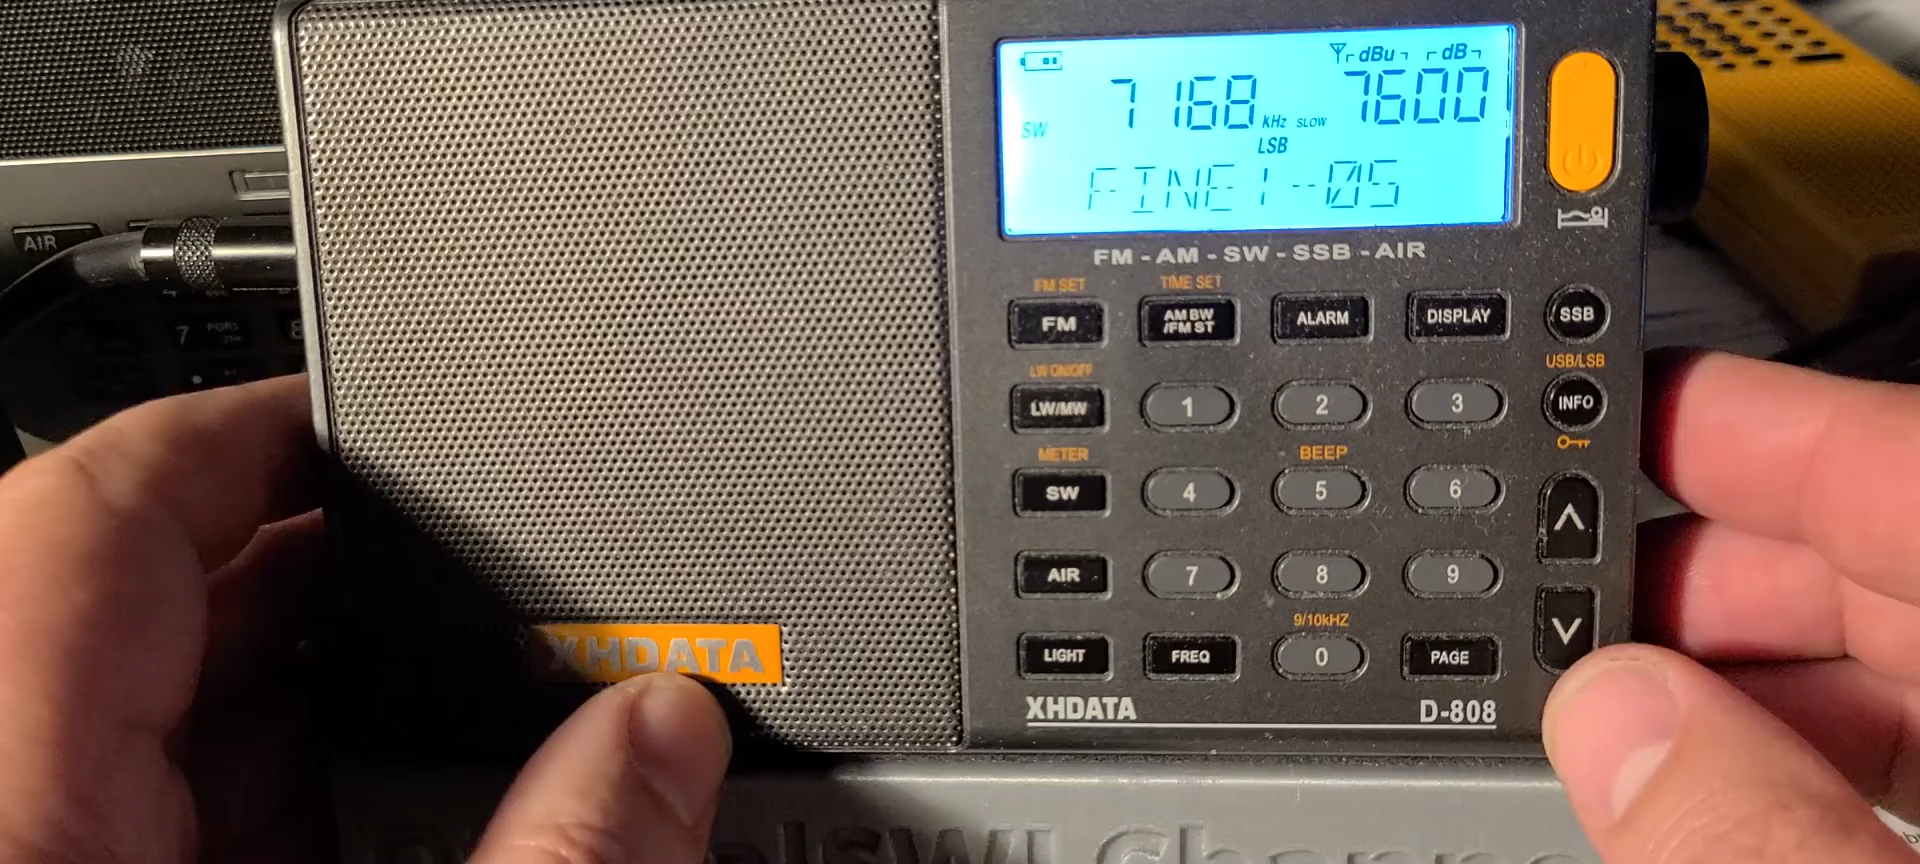 dBu dB
7 168 kHz SLOW 7600
SW
LSB
FINE1 --05
FM - AM - SW - SSB - AIR
FM SET TIME SET
FM AM BW /FM ST ALARM DISPLAY SSB
LW ON/OFF USB/LSB
LW/MW 1 2 3 INFO
METER BEEP
SW 4 5 6
AIR 7 8 9
9/10kHZ
LIGHT FREQ 0 PAGE
XHDATA D-808
XHDATA
AIR
7 PQRS